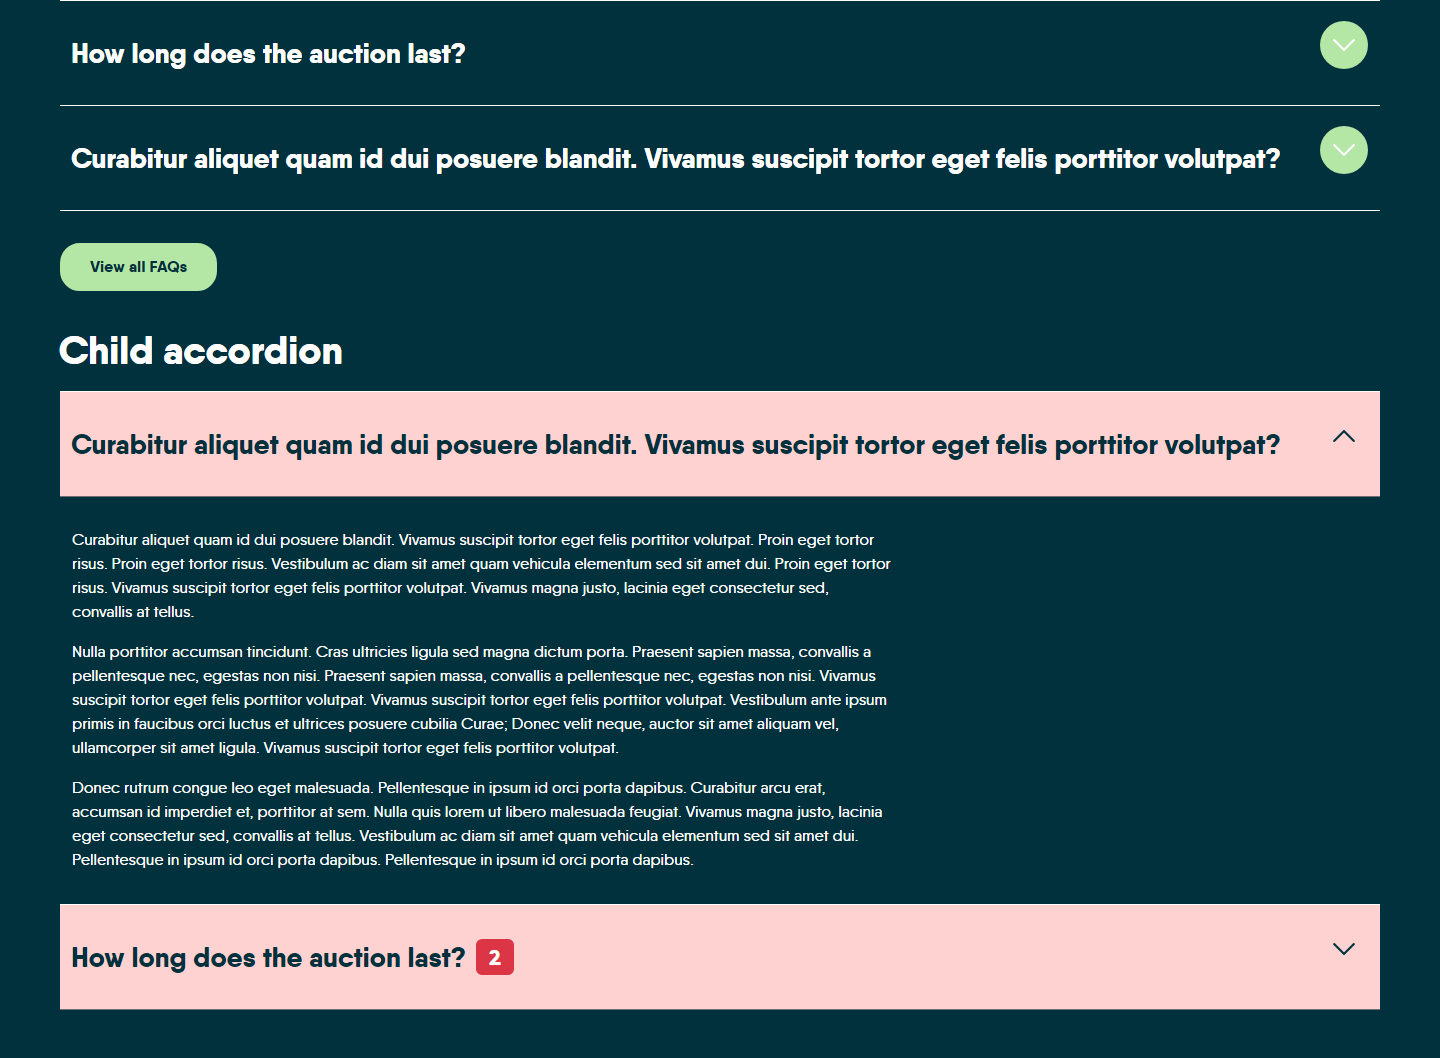 How long does the auction last?
Curabitur aliquet quam id dui posuere blandit. Vivamus suscipit tortor eget felis porttitor volutpat?
View all FAQs
Child accordion
Curabitur aliquet quam id dui posuere blandit. Vivamus suscipit tortor eget felis porttitor volutpat?
Curabitur aliquet quam id dui posuere blandit. Vivamus suscipit tortor eget felis porttitor volutpat. Proin eget tortor
risus. Proin eget tortor risus. Vestibulum ac diam sit amet quam vehicula elementum sed sit amet dui. Proin eget tortor
risus. Vivamus suscipit tortor eget felis porttitor volutpat. Vivamus magna justo, lacinia eget consectetur sed,
convallis at tellus.
Nulla porttitor accumsan tincidunt. Cras ultricies ligula sed magna dictum porta. Praesent sapien massa, convallis a
pellentesque nec, egestas non nisi. Praesent sapien massa, convallis a pellentesque nec, egestas non nisi. Vivamus
suscipit tortor eget felis porttitor volutpat. Vivamus suscipit tortor eget felis porttitor volutpat. Vestibulum ante ipsum
primis in faucibus orci luctus et ultrices posuere cubilia Curae; Donec velit neque, auctor sit amet aliquam vel,
ullamcorper sit amet ligula. Vivamus suscipit tortor eget felis porttitor volutpat.
Donec rutrum congue leo eget malesuada. Pellentesque in ipsum id orci porta dapibus. Curabitur arcu erat,
accumsan id imperdiet et, porttitor at sem. Nulla quis lorem ut libero malesuada feugiat. Vivamus magna justo, lacinia
eget consectetur sed, convallis at tellus. Vestibulum ac diam sit amet quam vehicula elementum sed sit amet dui.
Pellentesque in ipsum id orci porta dapibus. Pellentesque in ipsum id orci porta dapibus.
How long does the auction last? 2